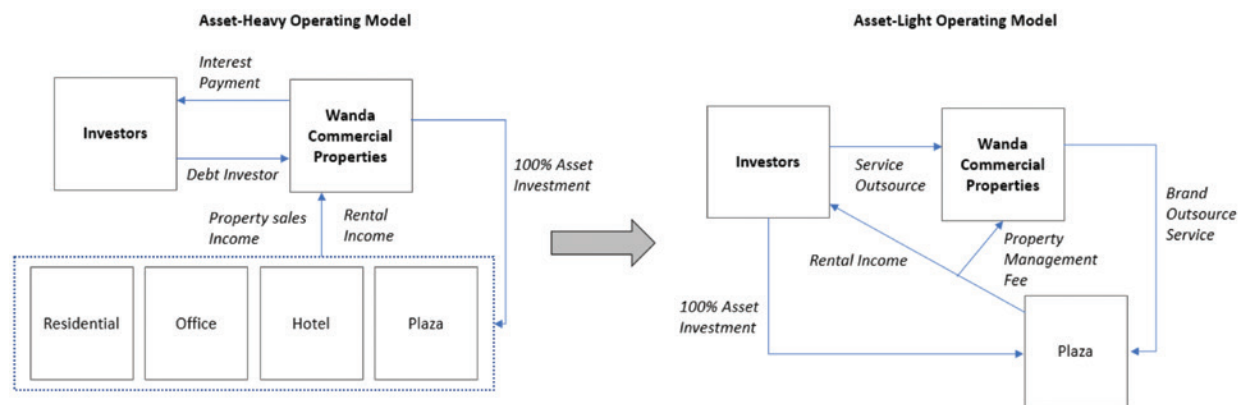 Asset-Heavy Operating Model
Interest
Payment
Investors
Wanda
Commercial
Properties
Debt Investor
100% Asset
Investment
Property sales
Income
Rental
Income
Residential
Office
Hotel
Plaza
Asset-Light Operating Model
Investors
Wanda
Commercial
Properties
Service
Outsource
Brand
Outsource
Service
Rental Income
Property
Management
Fee
100% Asset
Investment
Plaza